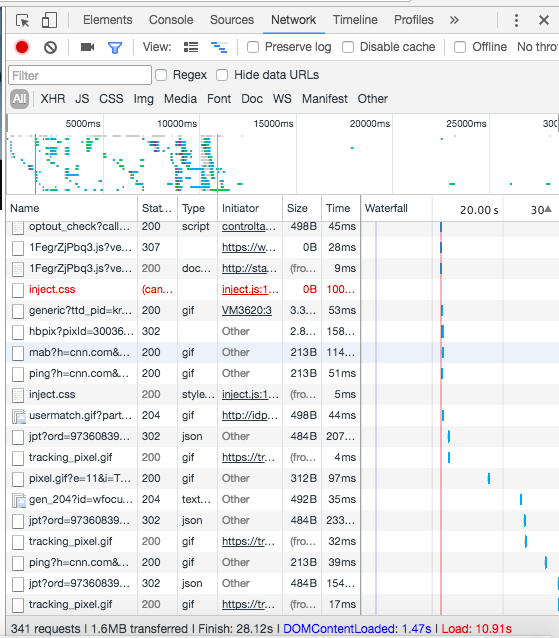 Elements Console Sources Network Timeline Profiles »
View: Preserve log Disable cache Offline No thro
Filter Regex Hide data URLs
All XHR JS CSS Img Media Font Doc WS Manifest Other
5000ms 10000ms 15000ms 20000ms 25000ms 300
Name Stat... Type Initiator Size Time Waterfall 20.00 s 30
optout_check?call... 200 script controlta... 498B 45ms
1FegrZjPbq3.js?ve... 307 https://w... 0B 28ms
1FegrZjPbq3.js?ve... 200 doc... http://sta... (fro... 9ms
inject.css (can... inject.js:1... 0B 100...
generic?ttd_pid=kr... 200 gif VM3620:3 3.3... 53ms
hbpix?pixId=30036... 302 Other 2.8... 158...
mab?h=cnn.com&... 200 gif Other 213B 114...
ping?h=cnn.com&... 200 gif Other 213B 51ms
inject.css 200 style... inject.js:1... (fro... 5ms
usermatch.gif?part... 204 gif http://idp... 498B 44ms
jpt?ord=97360839... 302 json Other 484B 207...
tracking_pixel.gif 200 gif https://tr... (fro... 4ms
pixel.gif?e=11&i=T... 200 gif Other 312B 97ms
gen_204?id=wfocu... 204 text... Other 492B 35ms
jpt?ord=97360839... 302 json Other 484B 233...
tracking_pixel.gif 200 gif https://tr... (fro... 32ms
ping?h=cnn.com&... 200 gif Other 213B 39ms
jpt?ord=97360839... 302 json Other 484B 154...
tracking_pixel.gif 200 gif https://tr... (fro... 17ms
341 requests | 1.6MB transferred | Finish: 28.12s | DOMContentLoaded: 1.47s | Load: 10.91s